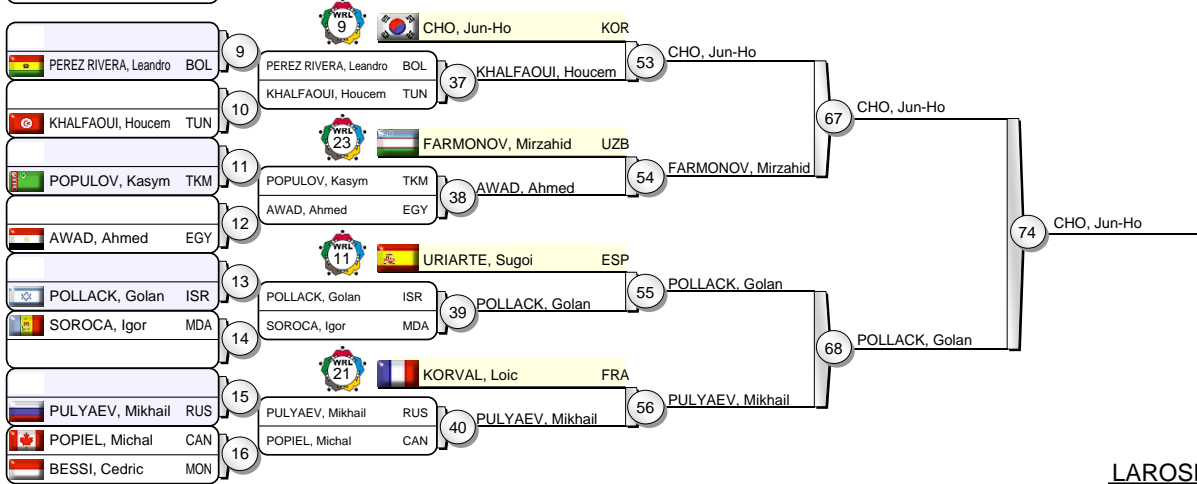 WRL
9
CHO, Jun-Ho KOR
9
PEREZ RIVERA, Leandro BOL
PEREZ RIVERA, Leandro BOL
KHALFAOUI, Houcem TUN
37
KHALFAOUI, Houcem
53
CHO, Jun-Ho
10
KHALFAOUI, Houcem TUN
67
CHO, Jun-Ho
WRL
23
FARMONOV, Mirzahid UZB
11
POPULOV, Kasym TKM
POPULOV, Kasym TKM
AWAD, Ahmed EGY
38
AWAD, Ahmed
54
FARMONOV, Mirzahid
12
AWAD, Ahmed EGY
74
CHO, Jun-Ho
WRL
11
URIARTE, Sugoi ESP
13
POLLACK, Golan ISR
POLLACK, Golan ISR
SOROCA, Igor MDA
39
POLLACK, Golan
55
POLLACK, Golan
SOROCA, Igor MDA
14
68
POLLACK, Golan
WRL
21
KORVAL, Loic FRA
15
PULYAEV, Mikhail RUS
PULYAEV, Mikhail RUS
POPIEL, Michal CAN
40
PULYAEV, Mikhail
56
PULYAEV, Mikhail
POPIEL, Michal CAN
16
BESSI, Cedric MON